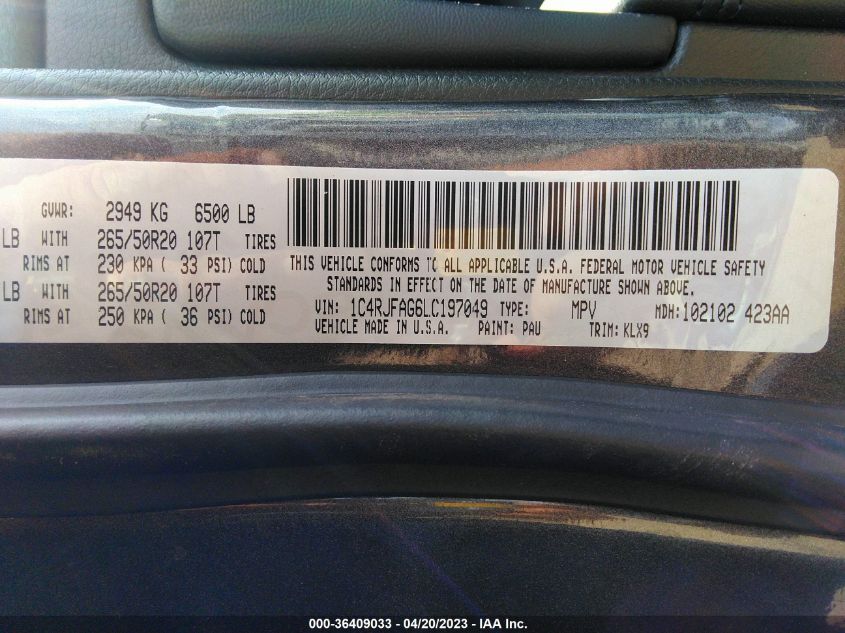 GVWR: 2949 KG 6500 LB
LB WITH 265/50R20 107T TIRES
RIMS AT 230 KPA ( 33 PSI) COLD
LB WITH 265/50R20 107T TIRES
RIMS AT 250 KPA ( 36 PSI) COLD
THIS VEHICLE CONFORMS TO ALL APPLICABLE U.S.A. FEDERAL MOTOR VEHICLE SAFETY
STANDARDS IN EFFECT ON THE DATE OF MANUFACTURE SHOWN ABOVE.
VIN: 1C4RJFAG6LC197049 TYPE: MPV MDH:102102 423AA
VEHICLE MADE IN U.S.A. PAINT: PAU TRIM: KLX9
000-36409033 - 04/20/2023 - IAA Inc.